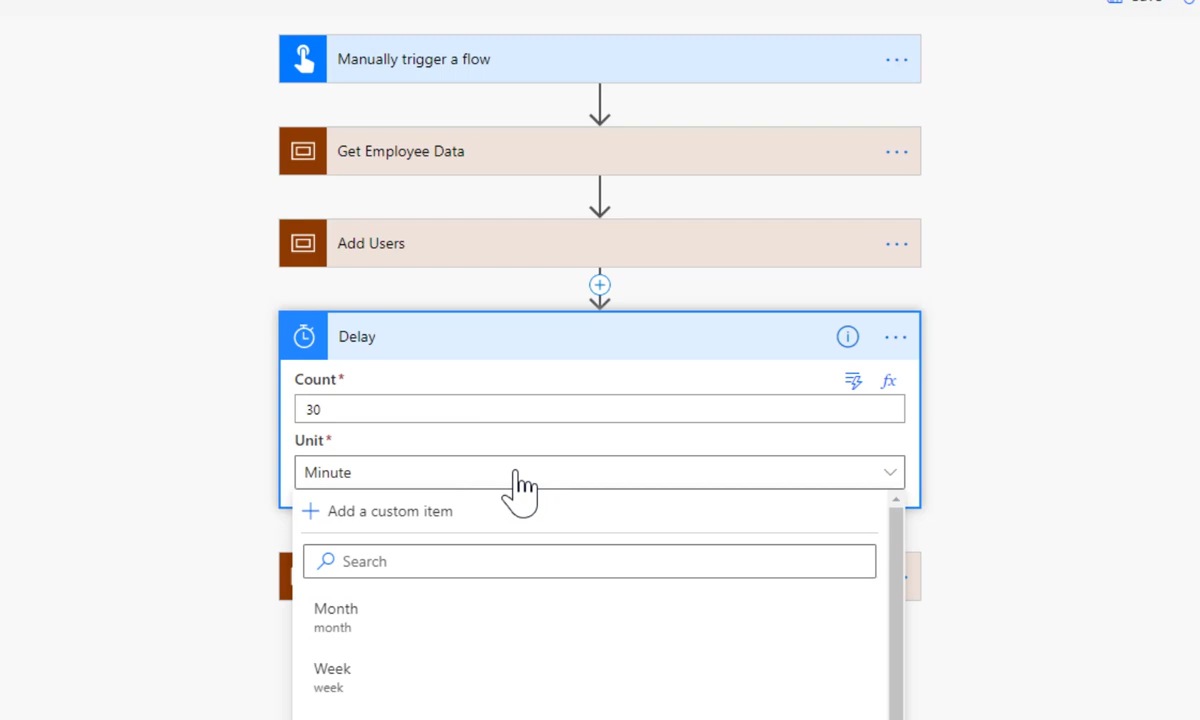 Manually trigger a flow
Get Employee Data
Add Users
Delay
Count*
fx
30
Unit*
Minute
Add a custom item
Search
Month
month
Week
week